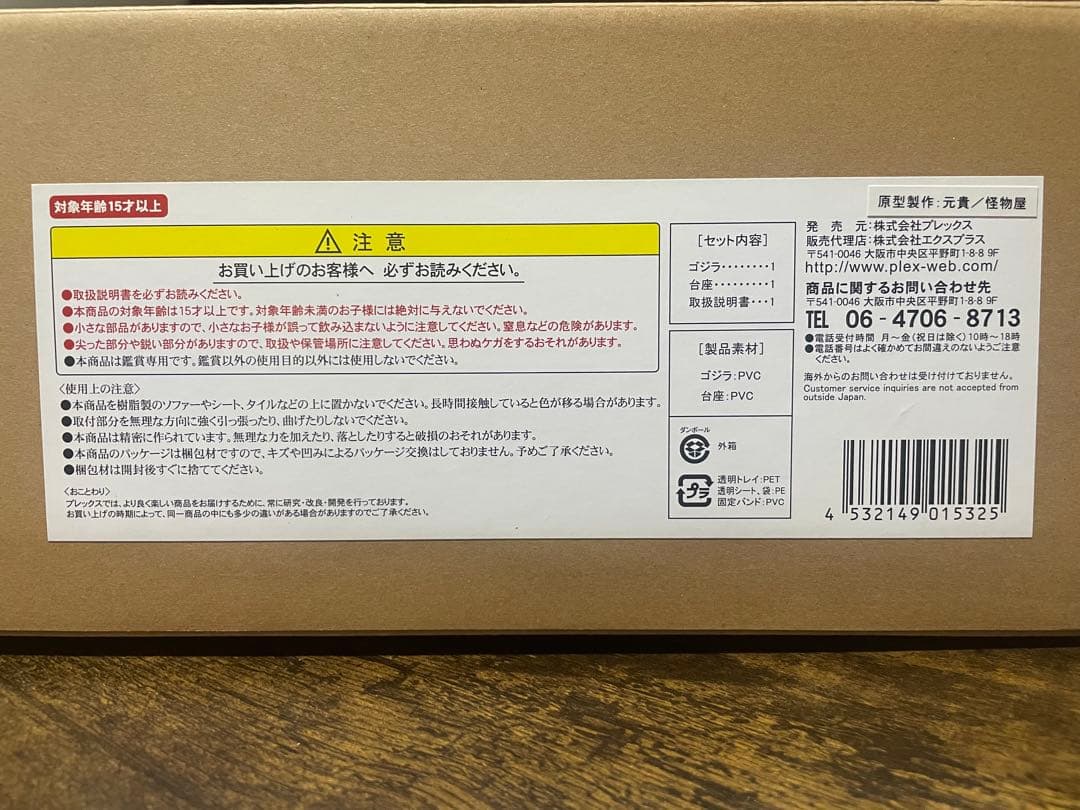 対象年齢15才以上
注意
お買い上げのお客様へ 必ずお読みください。
●取扱説明書を必ずお読みください。
●本商品の対象年齢は15才以上です。対象年齢未満のお子様には絶対に与えないでください。
●小さな部品がありますので、小さなお子様が誤って飲み込まないように注意してください。窒息などの危険があります。
●尖った部分や鋭い部分がありますので、取扱や保管場所に注意してください。思わぬケガをするおそれがあります。
●本商品は鑑賞専用です。鑑賞以外の使用目的以外には使用しないでください。
〈使用上の注意〉
●本商品を樹脂製のソファーやシート、タイルなどの上に置かないでください。長時間接触していると色が移る場合があります。
●取付部分を無理な方向に強く引っ張ったり、曲げたりしないでください。
●本商品は精密に作られています。無理な力を加えたり、落としたりすると破損のおそれがあります。
●本商品のパッケージは梱包材ですので、キズや凹みによるパッケージ交換はしておりません。予めご了承ください。
●梱包材は開封後すぐに捨ててください。
〈おことわり〉
プレックスでは、より良く楽しい商品をお届けするために、常に研究・改良・開発を行っております。
お買い上げの時期によって、同一商品の中にも多少の違いがある場合がありますのでご了承ください。
[セット内容]
ゴジラ・・・・・・・・1
台座・・・・・・・・・1
取扱説明書・・・1
[製品素材]
ゴジラ:PVC
台座:PVC
ダンボール
外箱
プラ
透明トレイ:PET
透明シート、袋:PE
固定バンド:PVC
原型製作:元貴/怪物屋
発売元:株式会社プレックス
販売代理店:株式会社エクスプラス
〒541-0046 大阪市中央区平野町1-8-8 9F
http://www.plex-web.com/
商品に関するお問い合わせ先
〒541-0046 大阪市中央区平野町1-8-8 9F
TEL 06-4706-8713
●電話受付時間 月〜金(祝日は除く)10時〜18時
●電話番号はよく確かめてお間違えのないようご注意
ください。
海外からのお問い合わせは受け付けておりません。
Customer service inquiries are not accepted from
outside Japan.
4 532149 015325